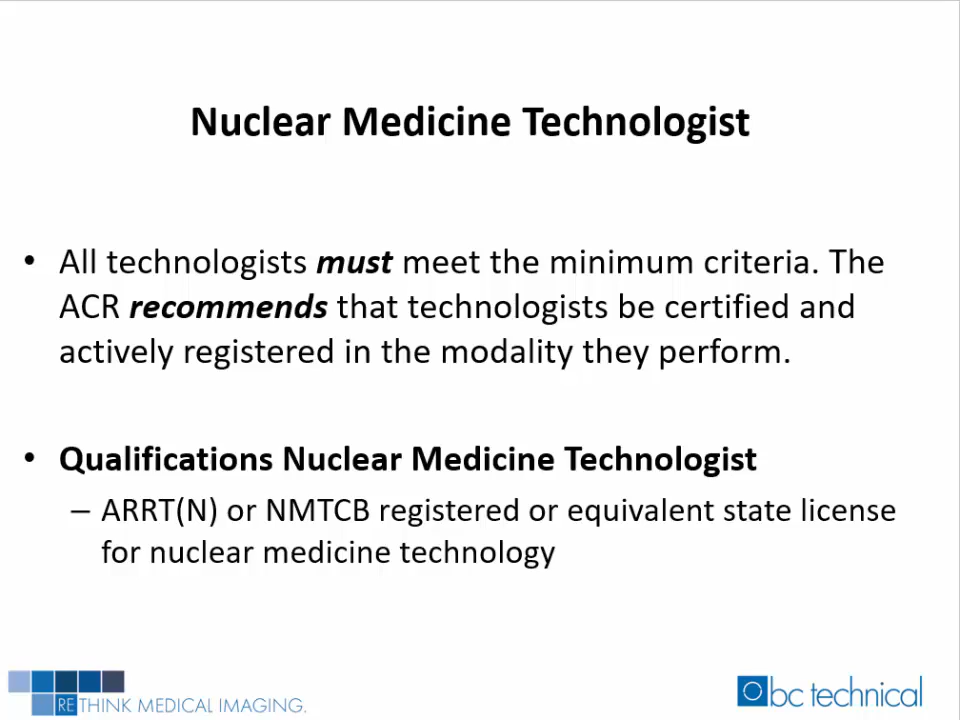 Nuclear Medicine Technologist
• All technologists must meet the minimum criteria. The
ACR recommends that technologists be certified and
actively registered in the modality they perform.
• Qualifications Nuclear Medicine Technologist
– ARRT(N) or NMTCB registered or equivalent state license
for nuclear medicine technology
RETHINK MEDICAL IMAGING.
bc technical